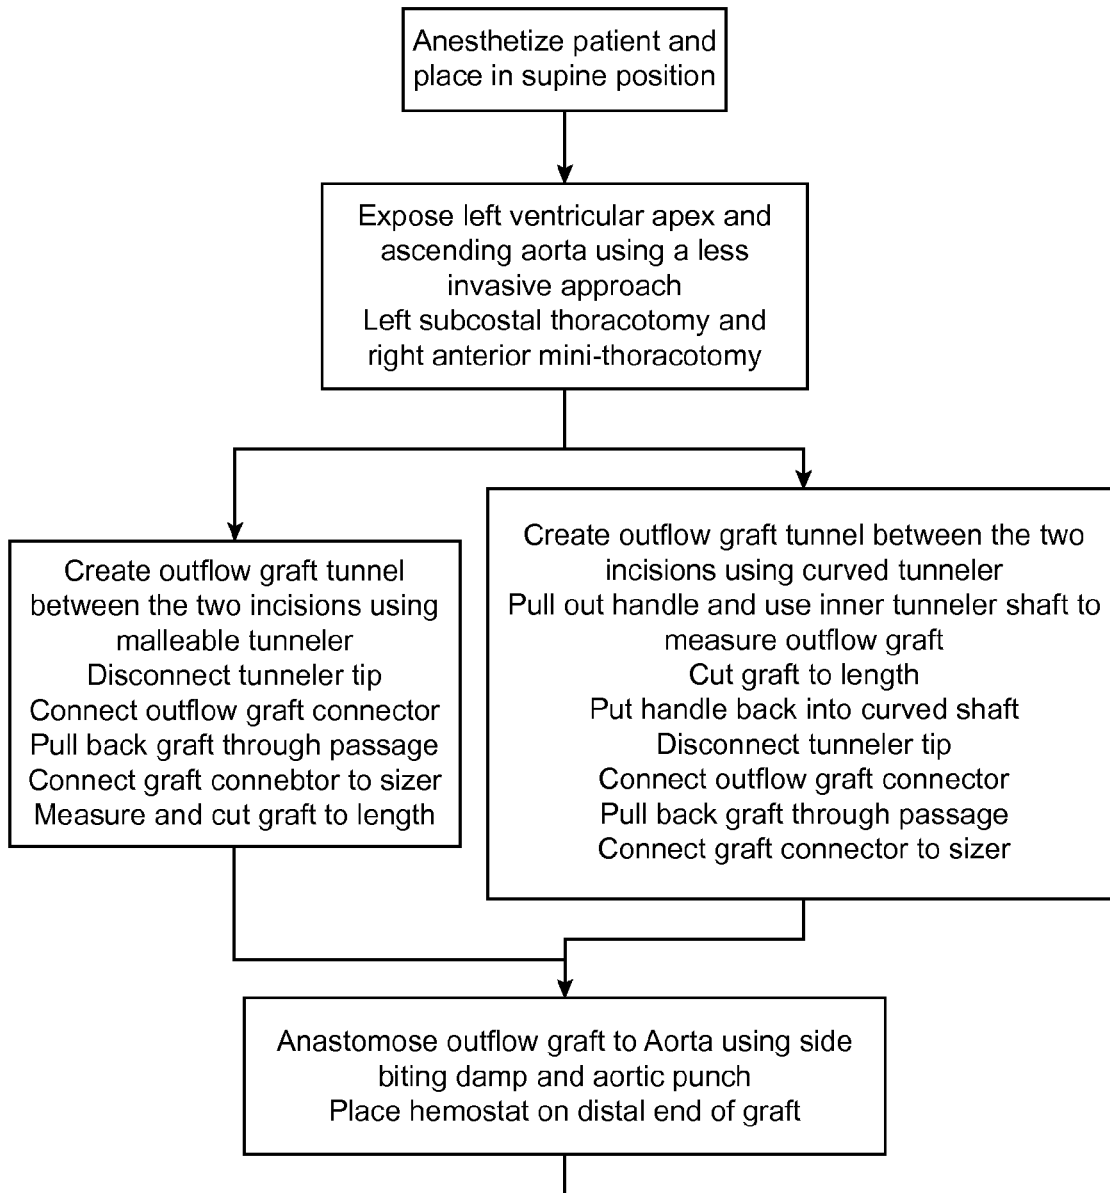 Anesthetize patient and
place in supine position
Expose left ventricular apex and
ascending aorta using a less
invasive approach
Left subcostal thoracotomy and
right anterior mini-thoracotomy
Create outflow graft tunnel
between the two incisions using
malleable tunneler
Disconnect tunneler tip
Connect outflow graft connector
Pull back graft through passage
Connect graft connebtor to sizer
Measure and cut graft to length
Create outflow graft tunnel between the two
incisions using curved tunneler
Pull out handle and use inner tunneler shaft to
measure outflow graft
Cut graft to length
Put handle back into curved shaft
Disconnect tunneler tip
Connect outflow graft connector
Pull back graft through passage
Connect graft connector to sizer
Anastomose outflow graft to Aorta using side
biting damp and aortic punch
Place hemostat on distal end of graft